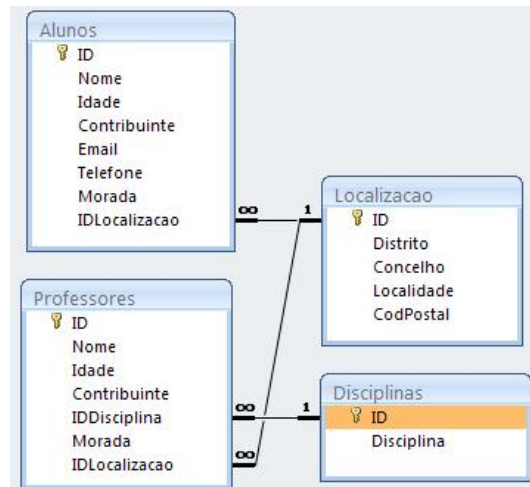 Alunos
ID
Nome
Idade
Contribuinte
Email
Telefone
Morada
IDLocalizacao
∞
1
Localizacao
ID
Distrito
Concelho
Localidade
CodPostal
Professores
ID
Nome
Idade
Contribuinte
IDDisciplina
Morada
IDLocalizacao
∞
1
∞
Disciplinas
ID
Disciplina